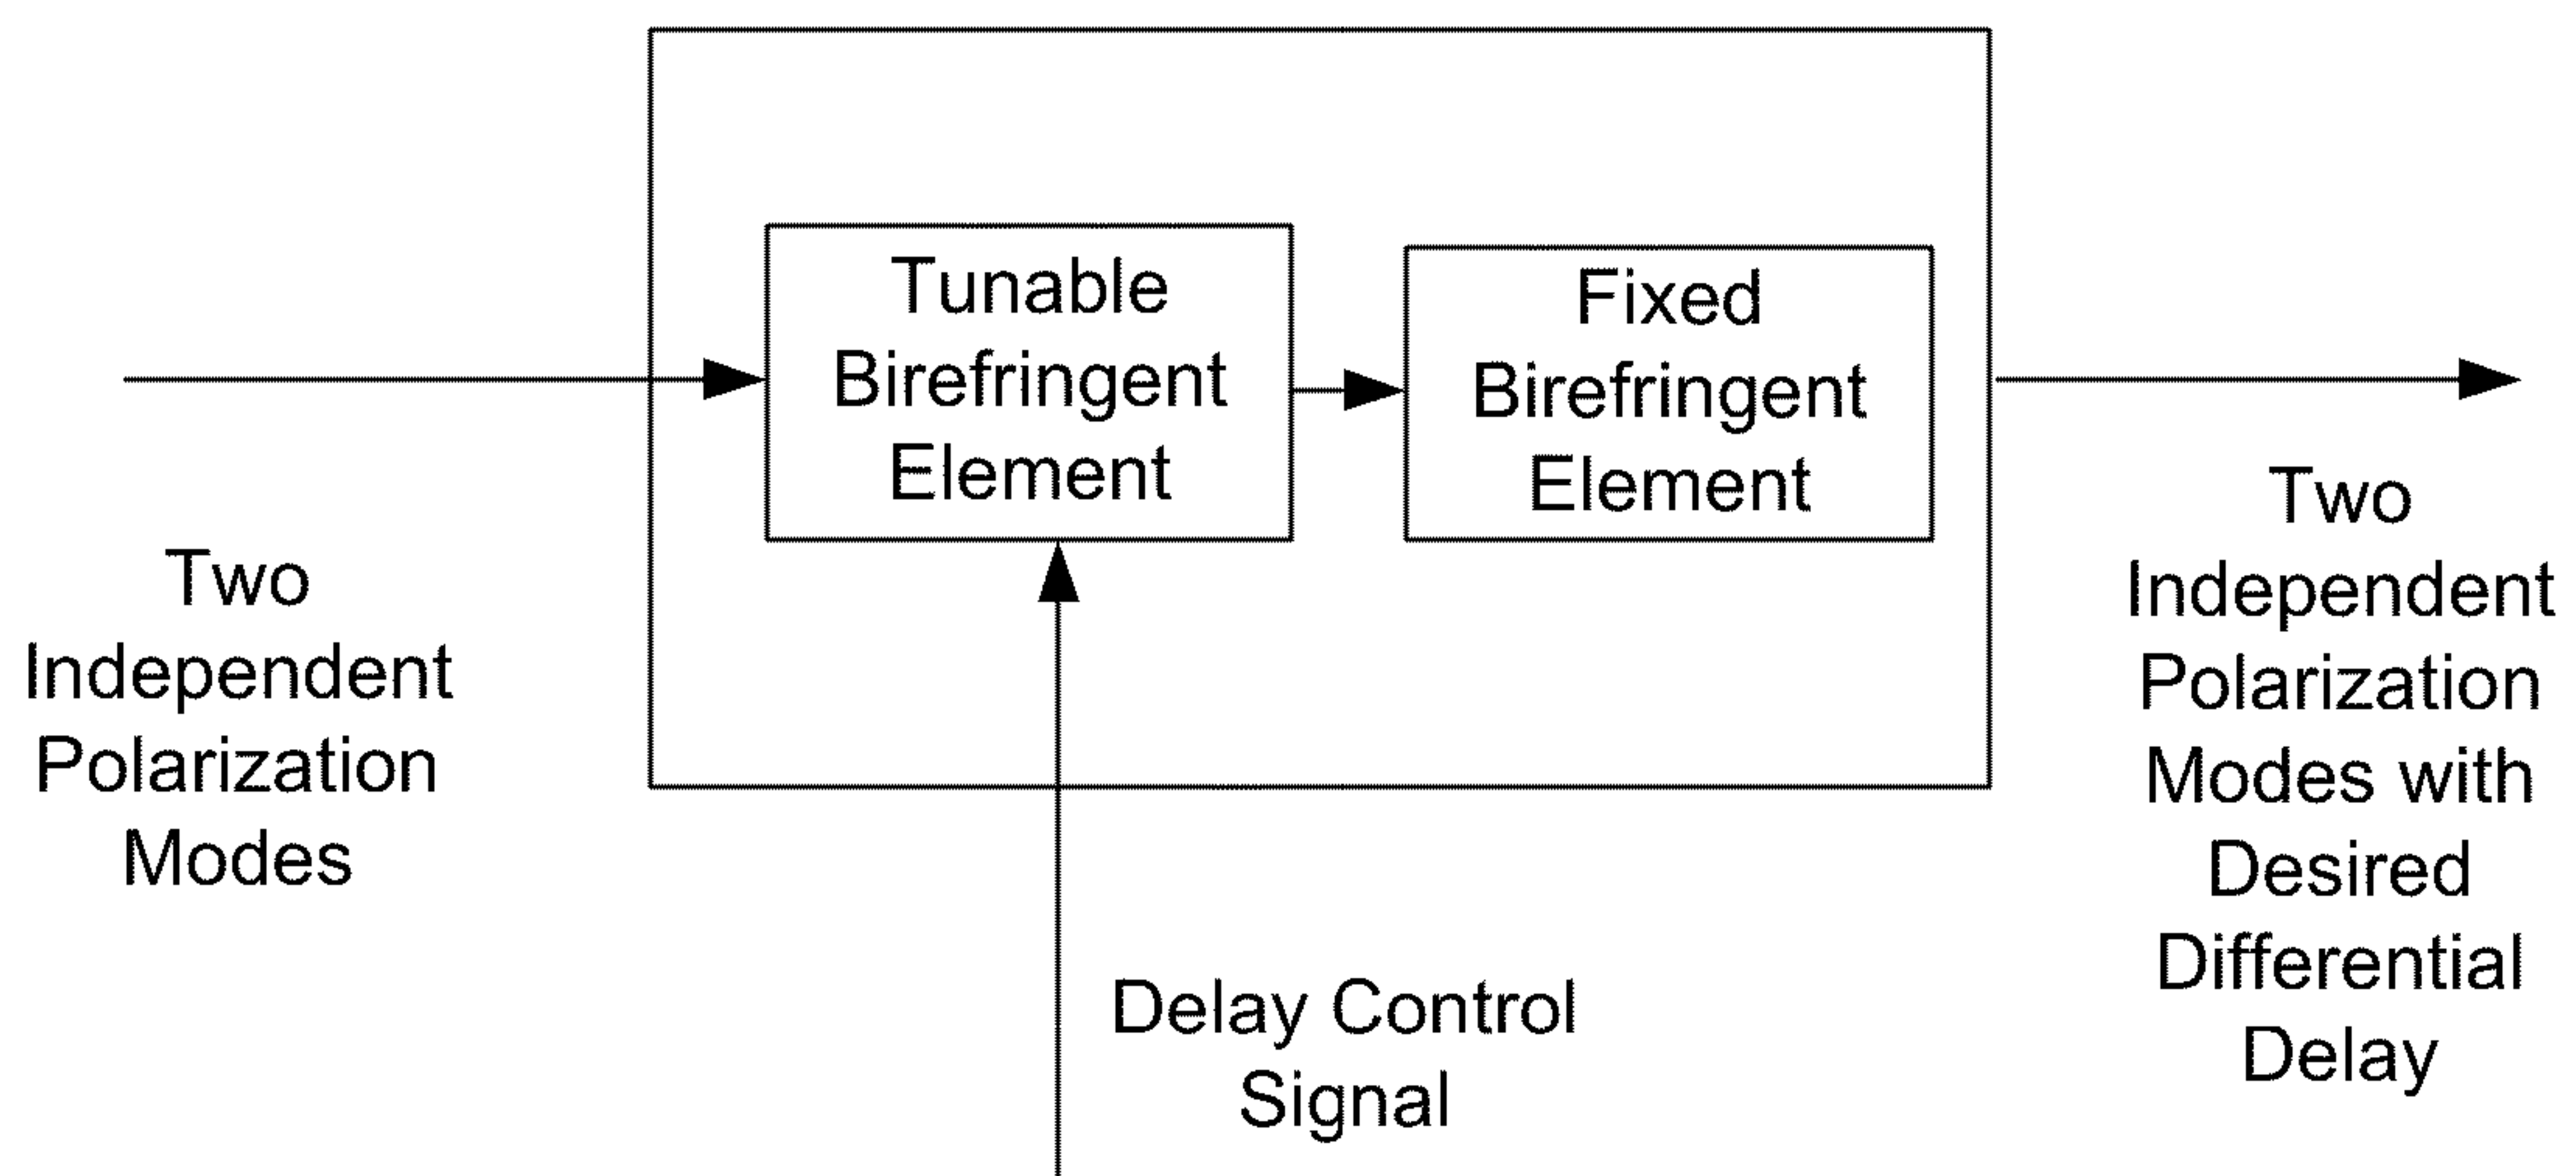 Two
Independent
Polarization
Modes
Tunable
Birefringent
Element
Fixed
Birefringent
Element
Delay Control
Signal
Two
Independent
Polarization
Modes with
Desired
Differential
Delay